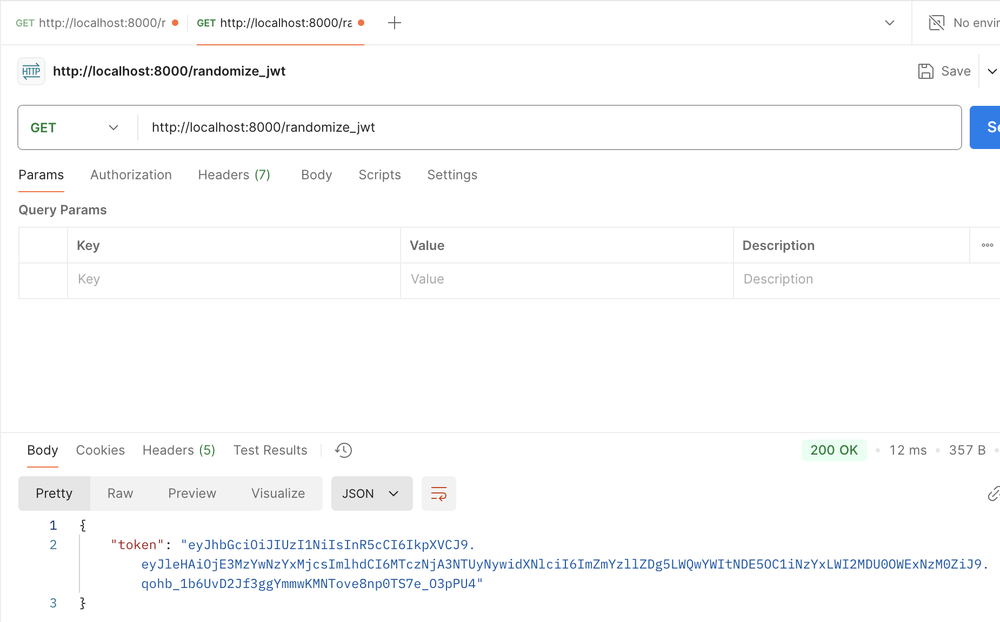 GET http://localhost:8000/r GET http://localhost:8000/ra No envir
HTTP http://localhost:8000/randomize_jwt Save
GET http://localhost:8000/randomize_jwt Se
Params Authorization Headers (7) Body Scripts Settings
Query Params
Key Value Description
Key Value Description
Body Cookies Headers (5) Test Results 200 OK 12 ms 357 B
Pretty Raw Preview Visualize JSON
1 {
2 "token": "eyJhbGciOiJIUzI1NiIsInR5cCI6IkpXVCJ9.
eyJleHAiOjE3MzYwNzYxMjcsImlhdCI6MTczNjA3NTUyNywidXNlciI6ImZmYzllZDg5LWQwYWItNDE5OC1iNzYxLWI2MDU0OWExNzM0ZiJ9.
qohb_1b6UvD2Jf3ggYmmwKMNTove8np0TS7e_O3pPU4"
3 }